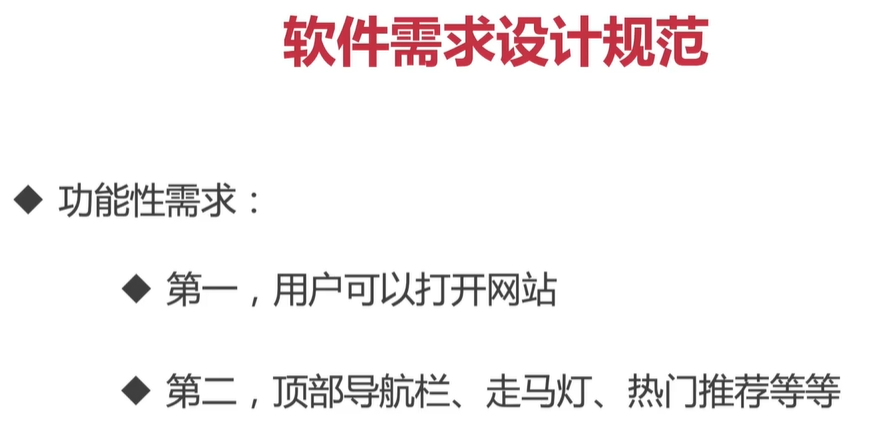 软件需求设计规范
◆ 功能性需求：
◆ 第一，用户可以打开网站
◆ 第二，顶部导航栏、走马灯、热门推荐等等